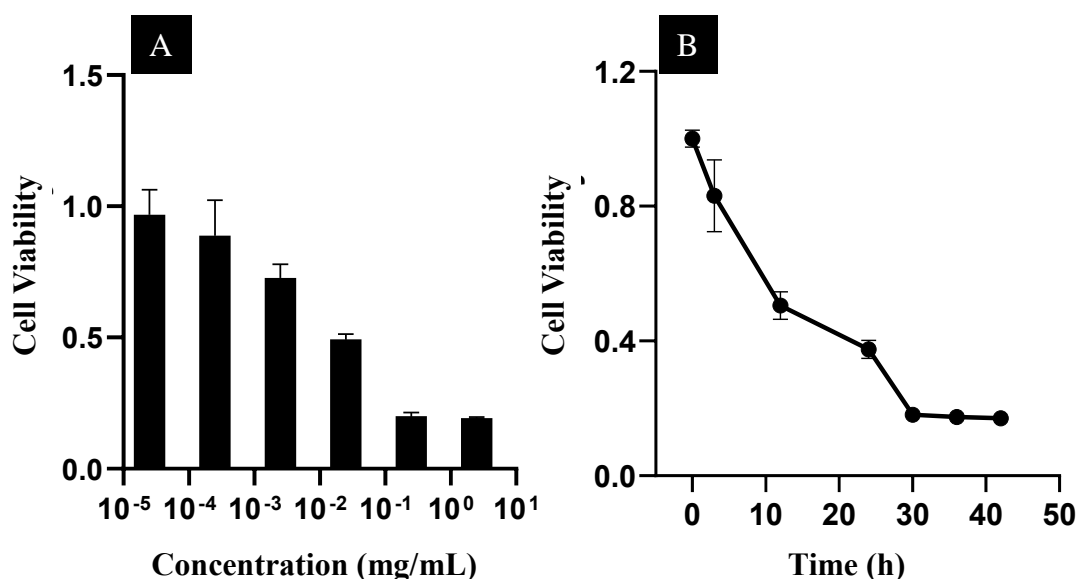 A
Cell Viability
1.5
1.0
0.5
0.0
10⁻⁵ 10⁻⁴ 10⁻³ 10⁻² 10⁻¹ 10⁰ 10¹
Concentration (mg/mL)
B
Cell Viability
1.2
0.8
0.4
0.0
0 10 20 30 40 50
Time (h)